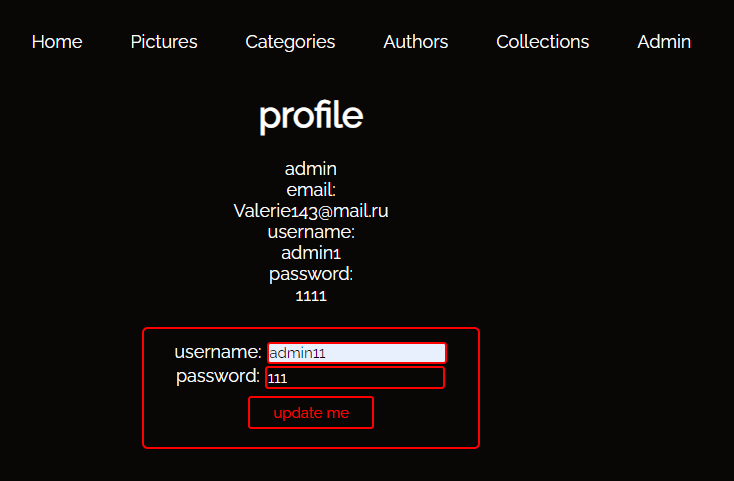 Home Pictures Categories Authors Collections Admin
profile
admin
email:
Valerie143@mail.ru
username:
admin1
password:
1111
username: admin11
password: 111
update me